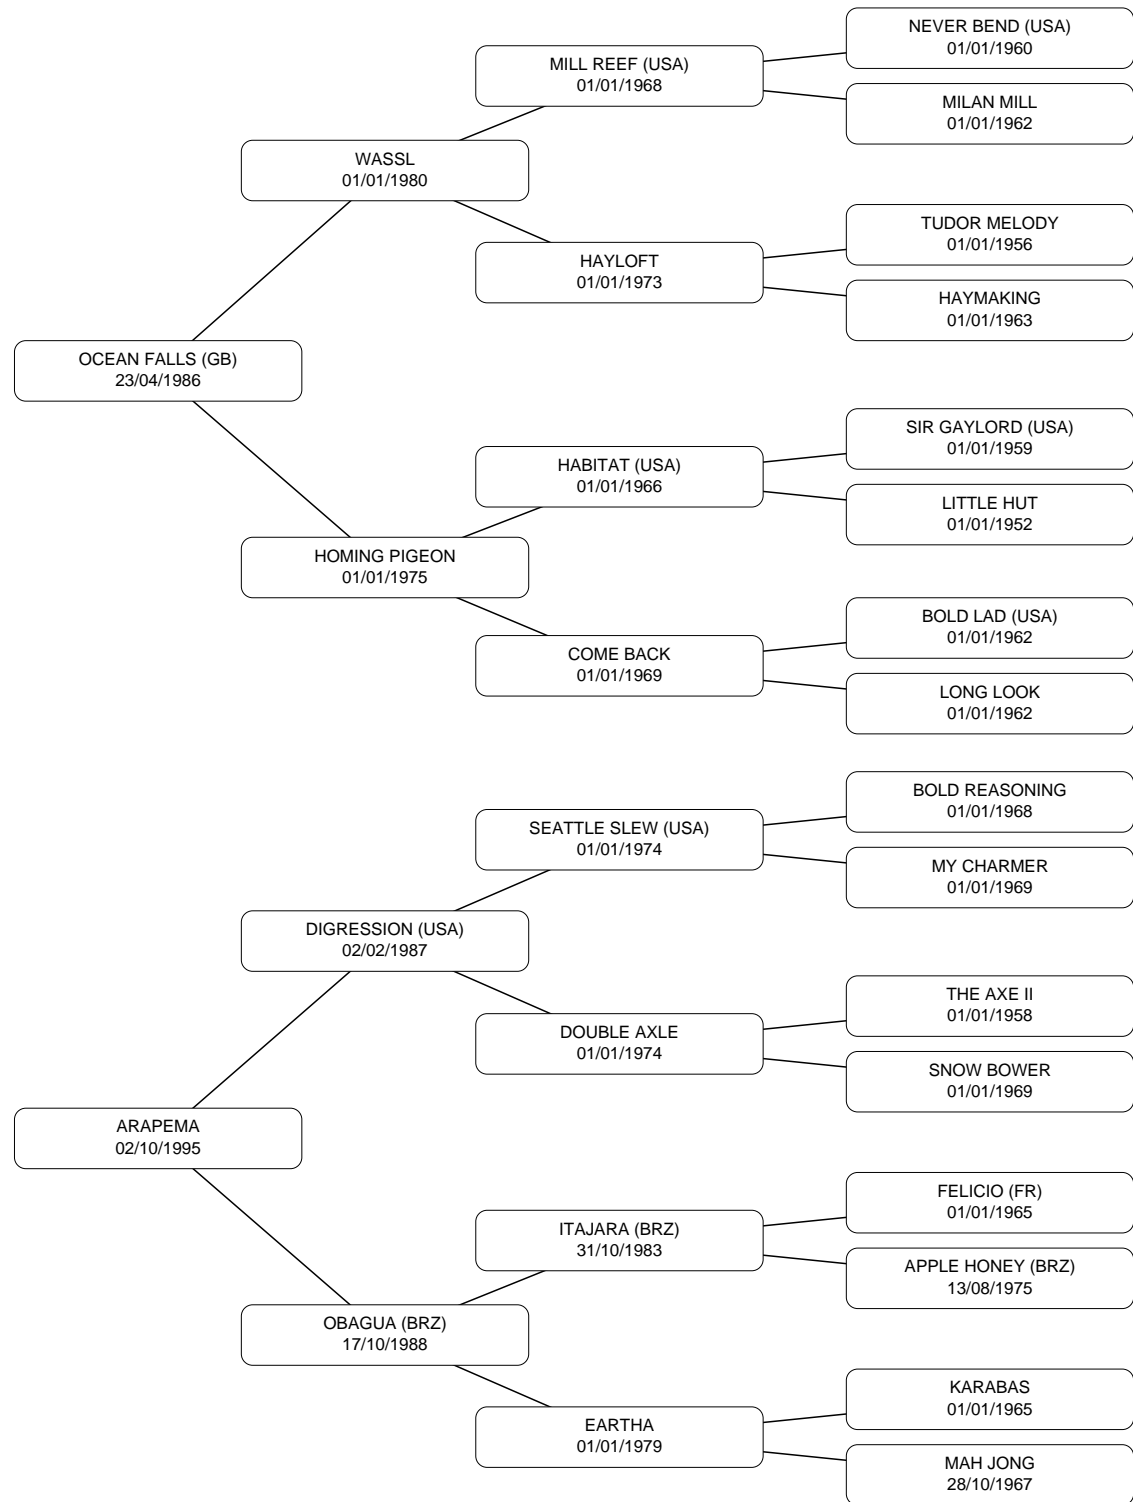 NEVER BEND (USA)
01/01/1960
MILL REEF (USA)
01/01/1968
MILAN MILL
01/01/1962
WASSL
01/01/1980
TUDOR MELODY
01/01/1956
HAYLOFT
01/01/1973
HAYMAKING
01/01/1963
OCEAN FALLS (GB)
23/04/1986
SIR GAYLORD (USA)
01/01/1959
HABITAT (USA)
01/01/1966
LITTLE HUT
01/01/1952
HOMING PIGEON
01/01/1975
BOLD LAD (USA)
01/01/1962
COME BACK
01/01/1969
LONG LOOK
01/01/1962
BOLD REASONING
01/01/1968
SEATTLE SLEW (USA)
01/01/1974
MY CHARMER
01/01/1969
DIGRESSION (USA)
02/02/1987
THE AXE II
01/01/1958
DOUBLE AXLE
01/01/1974
SNOW BOWER
01/01/1969
ARAPEMA
02/10/1995
FELICIO (FR)
01/01/1965
ITAJARA (BRZ)
31/10/1983
APPLE HONEY (BRZ)
13/08/1975
OBAGUA (BRZ)
17/10/1988
KARABAS
01/01/1965
EARTHA
01/01/1979
MAH JONG
28/10/1967